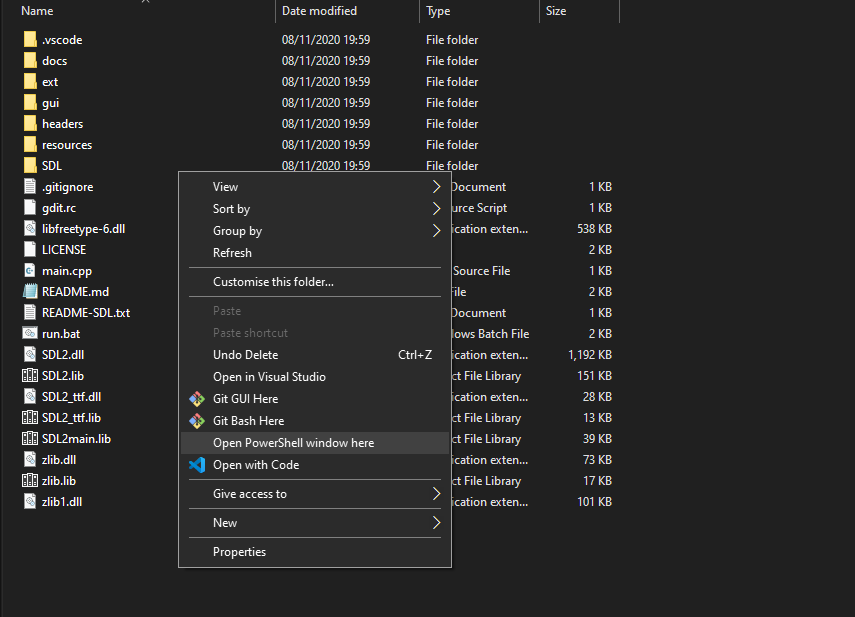 Name Date modified Type Size
.vscode 08/11/2020 19:59 File folder
docs 08/11/2020 19:59 File folder
ext 08/11/2020 19:59 File folder
gui 08/11/2020 19:59 File folder
headers 08/11/2020 19:59 File folder
resources 08/11/2020 19:59 File folder
SDL 08/11/2020 19:59 File folder
.gitignore Document 1 KB
gdit.rc urce Script 1 KB
libfreetype-6.dll ication exten... 538 KB
LICENSE 2 KB
main.cpp Source File 1 KB
README.md File 2 KB
README-SDL.txt Document 1 KB
run.bat lows Batch File 2 KB
SDL2.dll ication exten... 1,192 KB
SDL2.lib ct File Library 151 KB
SDL2_ttf.dll ication exten... 28 KB
SDL2_ttf.lib ct File Library 13 KB
SDL2main.lib ct File Library 39 KB
zlib.dll ication exten... 73 KB
zlib.lib ct File Library 17 KB
zlib1.dll ication exten... 101 KB
View
Sort by
Group by
Refresh
Customise this folder...
Paste
Paste shortcut
Undo Delete Ctrl+Z
Open in Visual Studio
Git GUI Here
Git Bash Here
Open PowerShell window here
Open with Code
Give access to
New
Properties